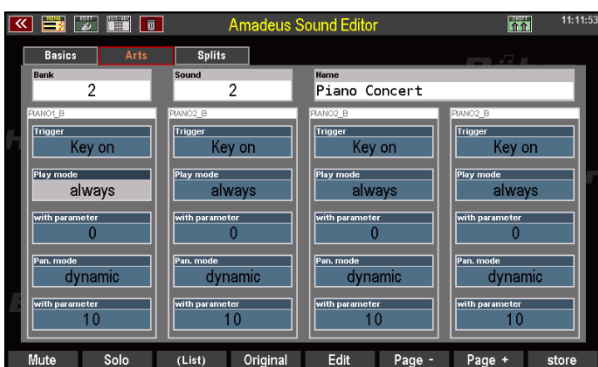 Amadeus Sound Editor
11:11:53
Basics Arts Splits
Bank Sound Name
2 2 Piano Concert
PIANO1_B PIANO2_B PIANO2_B PIANO2_B
Trigger Trigger Trigger Trigger
Key on Key on Key on Key on
Play mode Play mode Play mode Play mode
always always always always
with parameter with parameter with parameter with parameter
0 0 0 0
Pan. mode Pan. mode Pan. mode Pan. mode
dynamic dynamic dynamic dynamic
with parameter with parameter with parameter with parameter
10 10 10 10
Mute Solo (List) Original Edit Page - Page + store